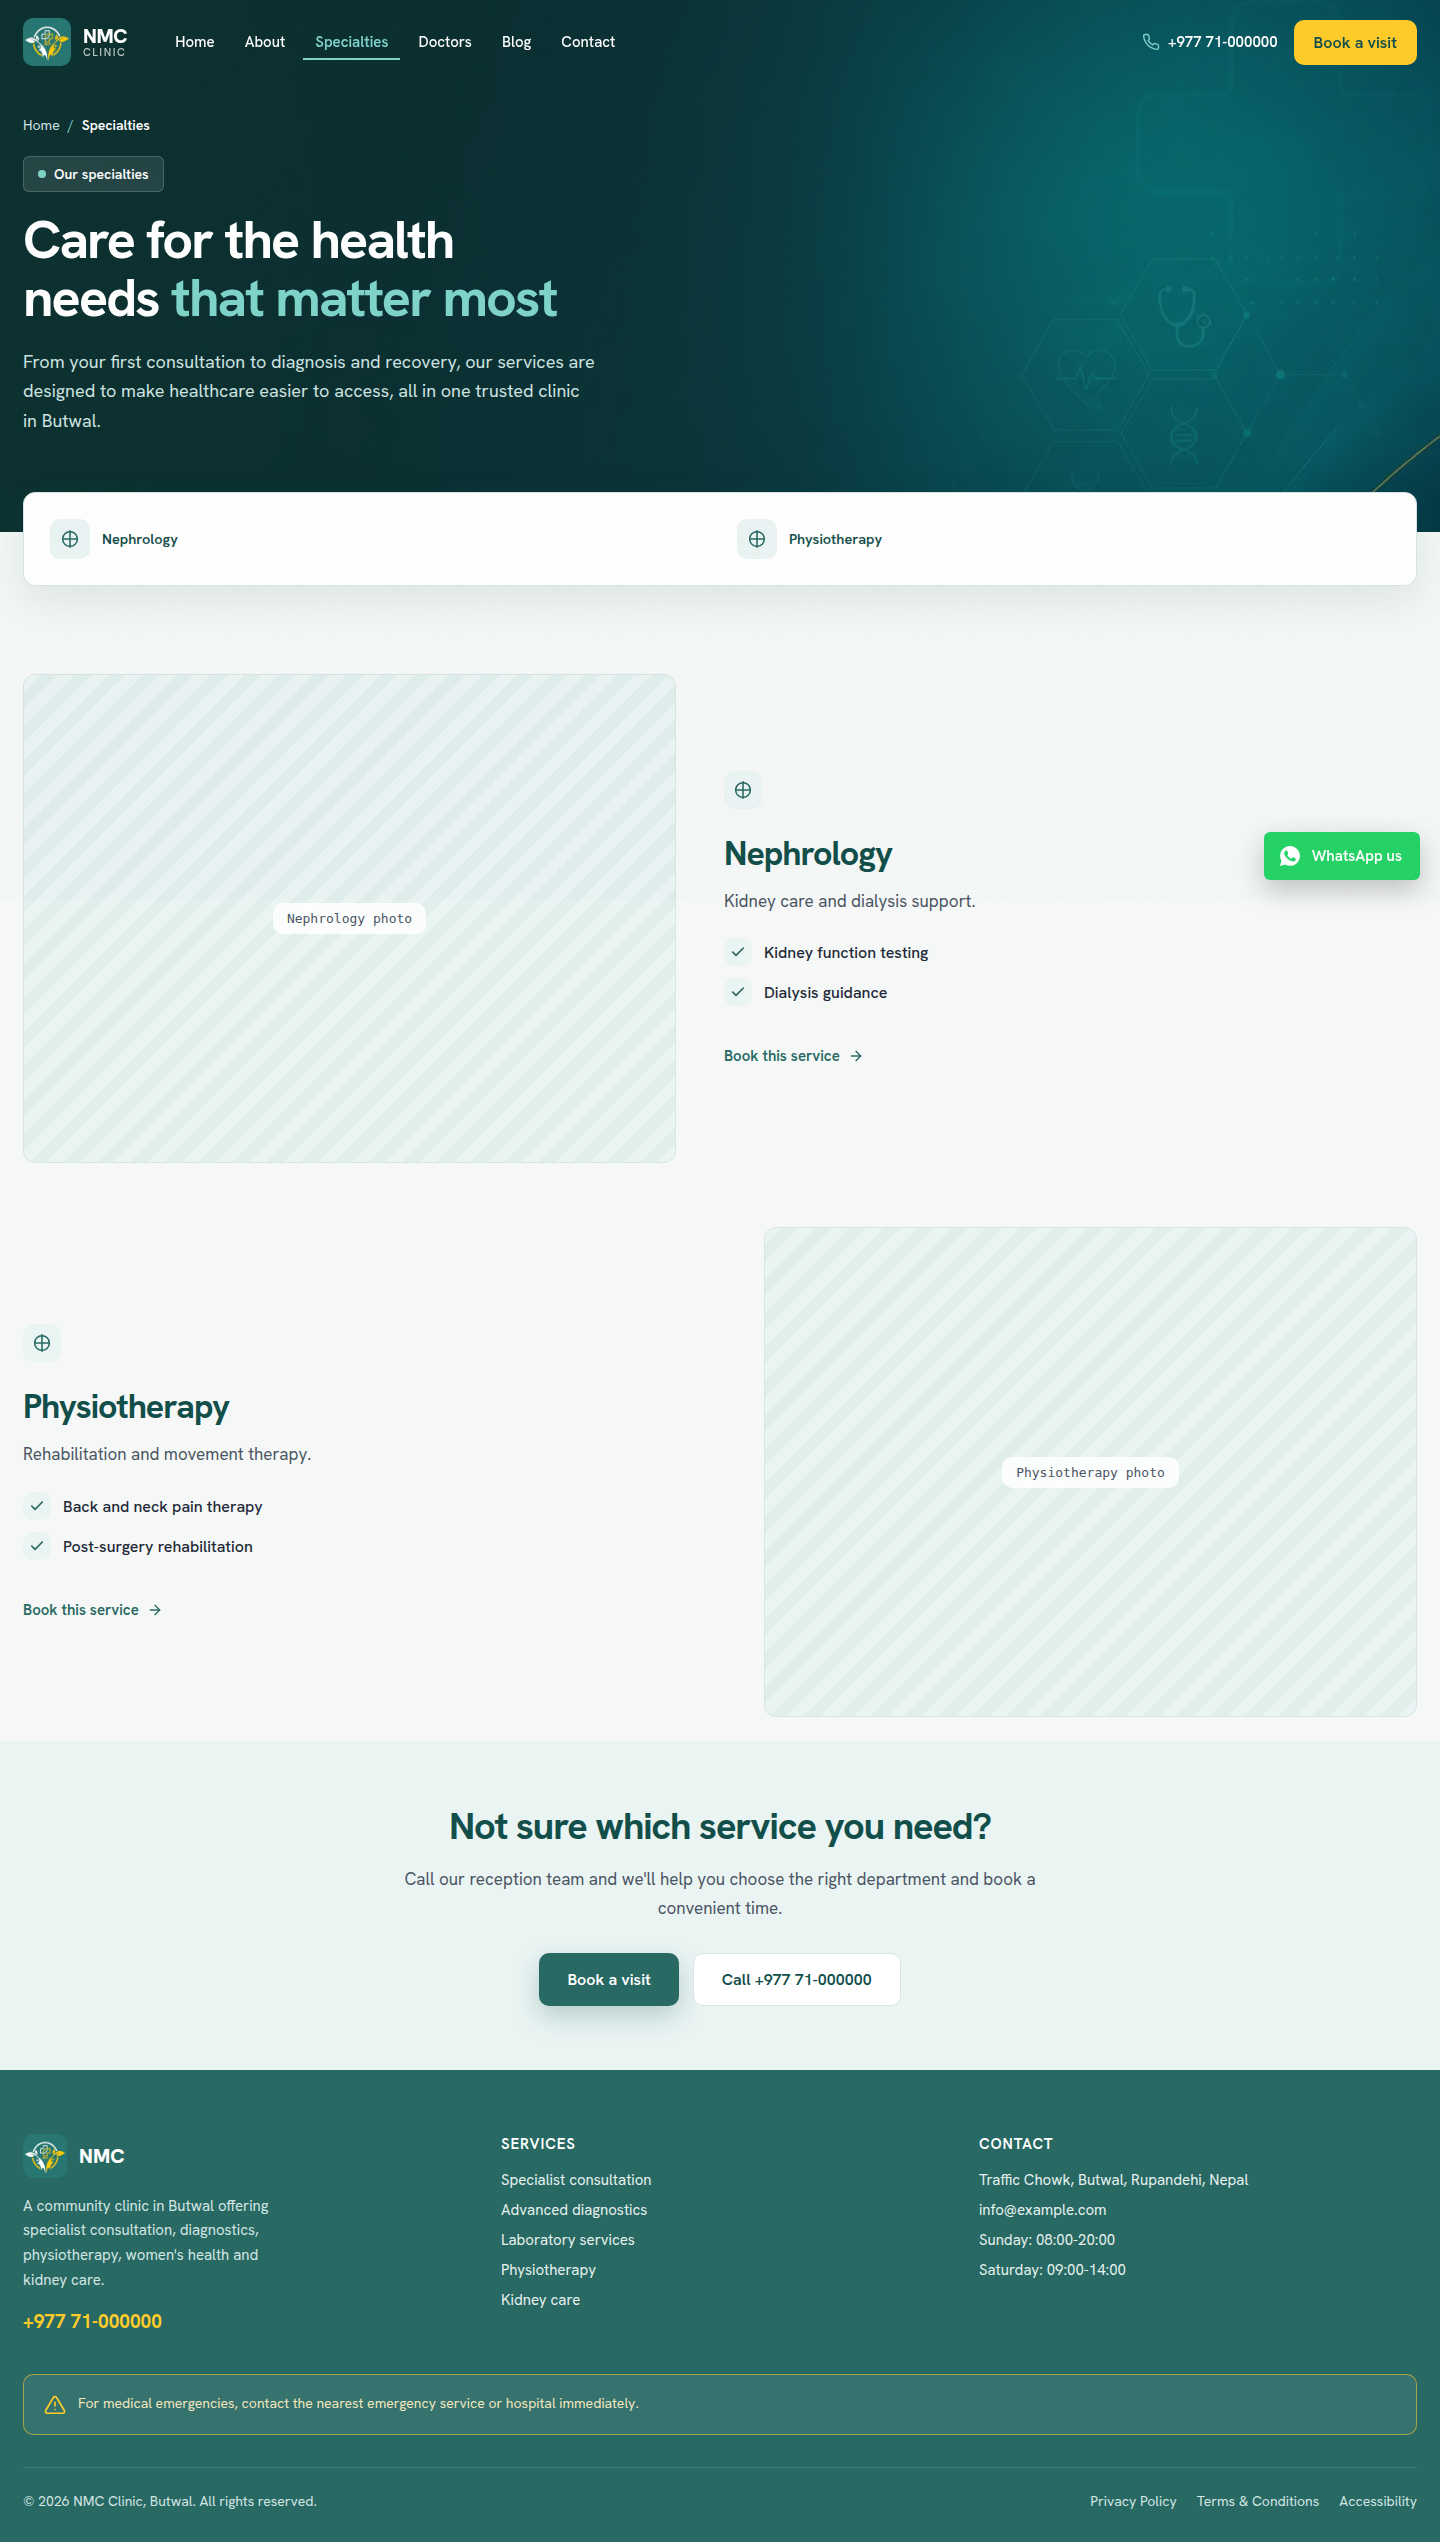 NMC
CLINIC
Home
About
Specialties
Doctors
Blog
Contact
+977 71-000000
Book a visit
Home / Specialties
Our specialties
Care for the health
needs that matter most
From your first consultation to diagnosis and recovery, our services are
designed to make healthcare easier to access, all in one trusted clinic
in Butwal.
Nephrology
Physiotherapy
Nephrology photo
Nephrology
Kidney care and dialysis support.
Kidney function testing
Dialysis guidance
Book this service
WhatsApp us
Physiotherapy
Rehabilitation and movement therapy.
Back and neck pain therapy
Post-surgery rehabilitation
Book this service
Physiotherapy photo
Not sure which service you need?
Call our reception team and we'll help you choose the right department and book a
convenient time.
Book a visit
Call +977 71-000000
NMC
A community clinic in Butwal offering
specialist consultation, diagnostics,
physiotherapy, women's health and
kidney care.
+977 71-000000
SERVICES
Specialist consultation
Advanced diagnostics
Laboratory services
Physiotherapy
Kidney care
CONTACT
Traffic Chowk, Butwal, Rupandehi, Nepal
info@example.com
Sunday: 08:00-20:00
Saturday: 09:00-14:00
For medical emergencies, contact the nearest emergency service or hospital immediately.
© 2026 NMC Clinic, Butwal. All rights reserved.
Privacy Policy
Terms & Conditions
Accessibility